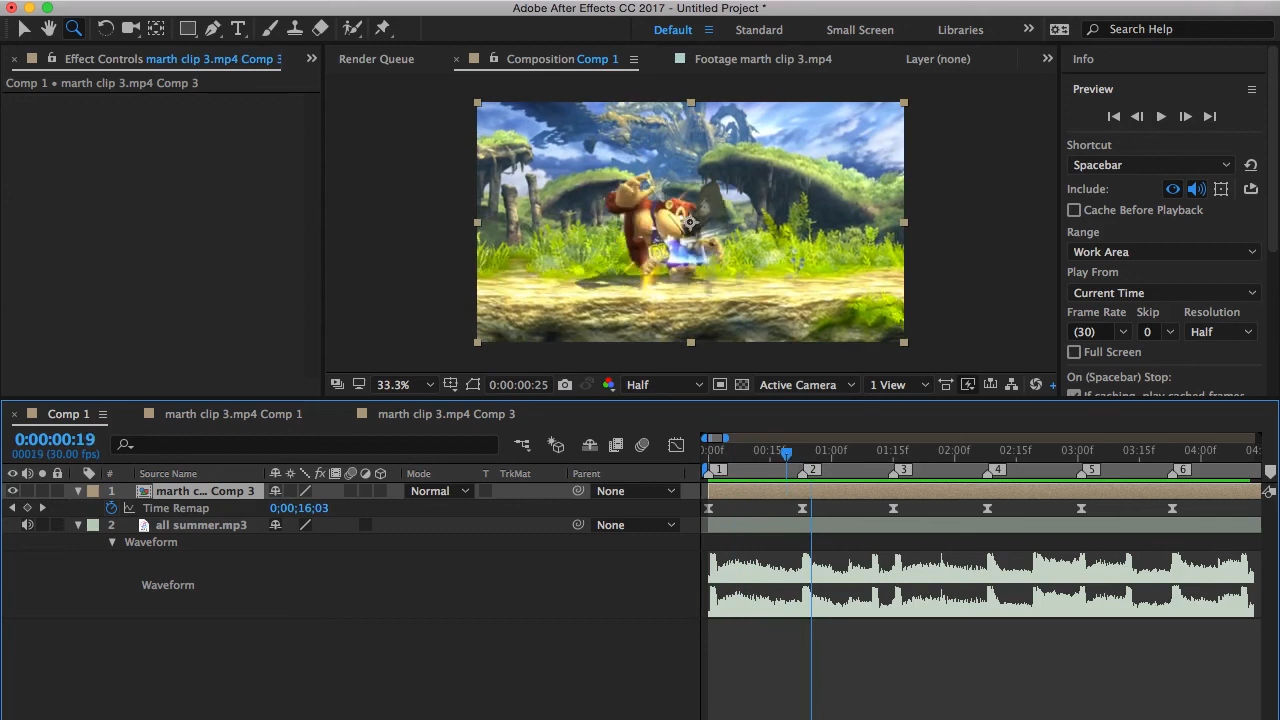 Adobe After Effects CC 2017 - Untitled Project *
Default
Standard
Small Screen
Libraries
Search Help
Effect Controls marth clip 3.mp4 Comp 3
Render Queue
Composition Comp 1
Footage marth clip 3.mp4
Layer (none)
Info
Comp 1 • marth clip 3.mp4 Comp 3
Preview
Shortcut
Spacebar
Include:
Cache Before Playback
Range
Work Area
Play From
Current Time
Frame Rate Skip Resolution
(30) 0 Half
Full Screen
On (Spacebar) Stop:
If caching, play cached frames
33.3%
0:00:00:25
Half
Active Camera
1 View
Comp 1
marth clip 3.mp4 Comp 1
marth clip 3.mp4 Comp 3
0:00:00:19
00019 (30.00 fps)
:00f 00:15f 01:00f 01:15f 02:00f 02:15f 03:00f 03:15f 04:00f 04:
# Source Name Mode T TrkMat Parent
1 2 3 4 5 6
1 marth c... Comp 3 Normal None
Time Remap 0;00;16;03
2 all summer.mp3 None
Waveform
Waveform